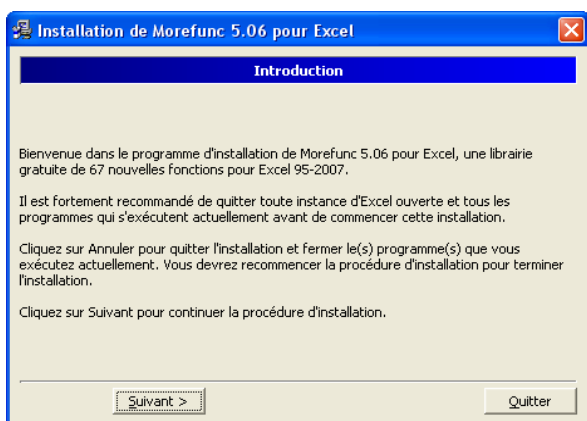 Installation de Morefunc 5.06 pour Excel
Introduction
Bienvenue dans le programme d'installation de Morefunc 5.06 pour Excel, une librairie
gratuite de 67 nouvelles fonctions pour Excel 95-2007.
Il est fortement recommandé de quitter toute instance d'Excel ouverte et tous les
programmes qui s'exécutent actuellement avant de commencer cette installation.
Cliquez sur Annuler pour quitter l'installation et fermer le(s) programme(s) que vous
exécutez actuellement. Vous devrez recommencer la procédure d'installation pour terminer
l'installation.
Cliquez sur Suivant pour continuer la procédure d'installation.
Suivant >
Quitter